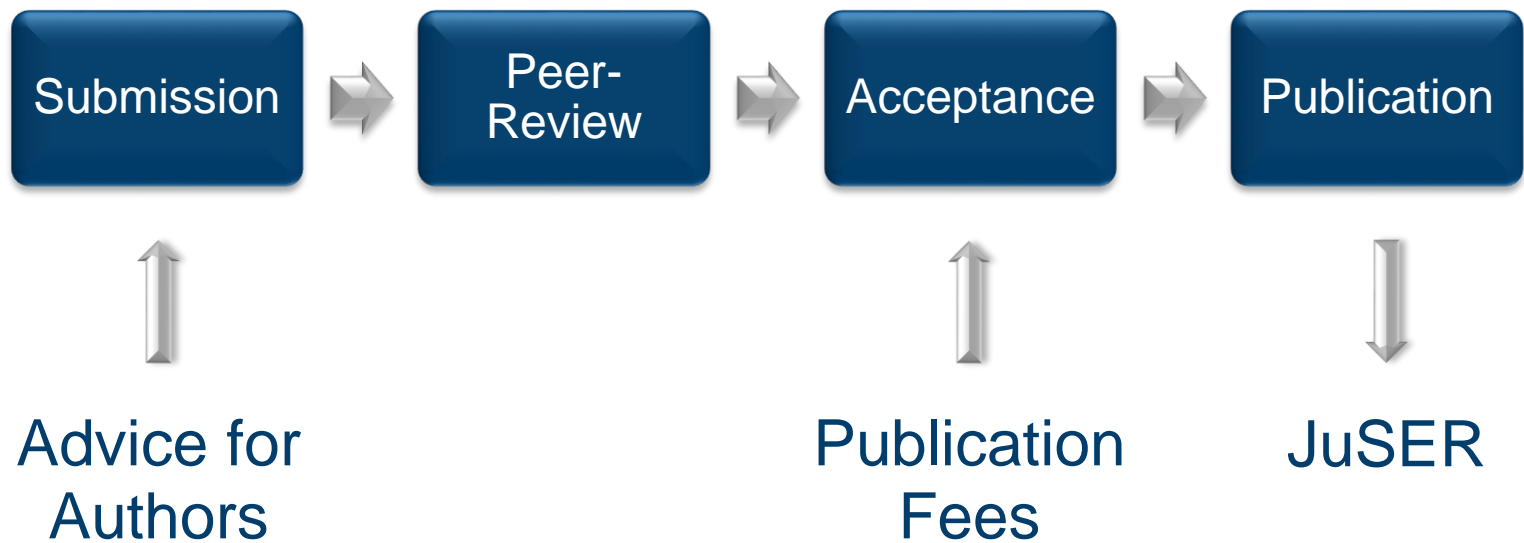 Submission
Peer-
Review
Acceptance
Publication
Advice for
Authors
Publication
Fees
JuSER